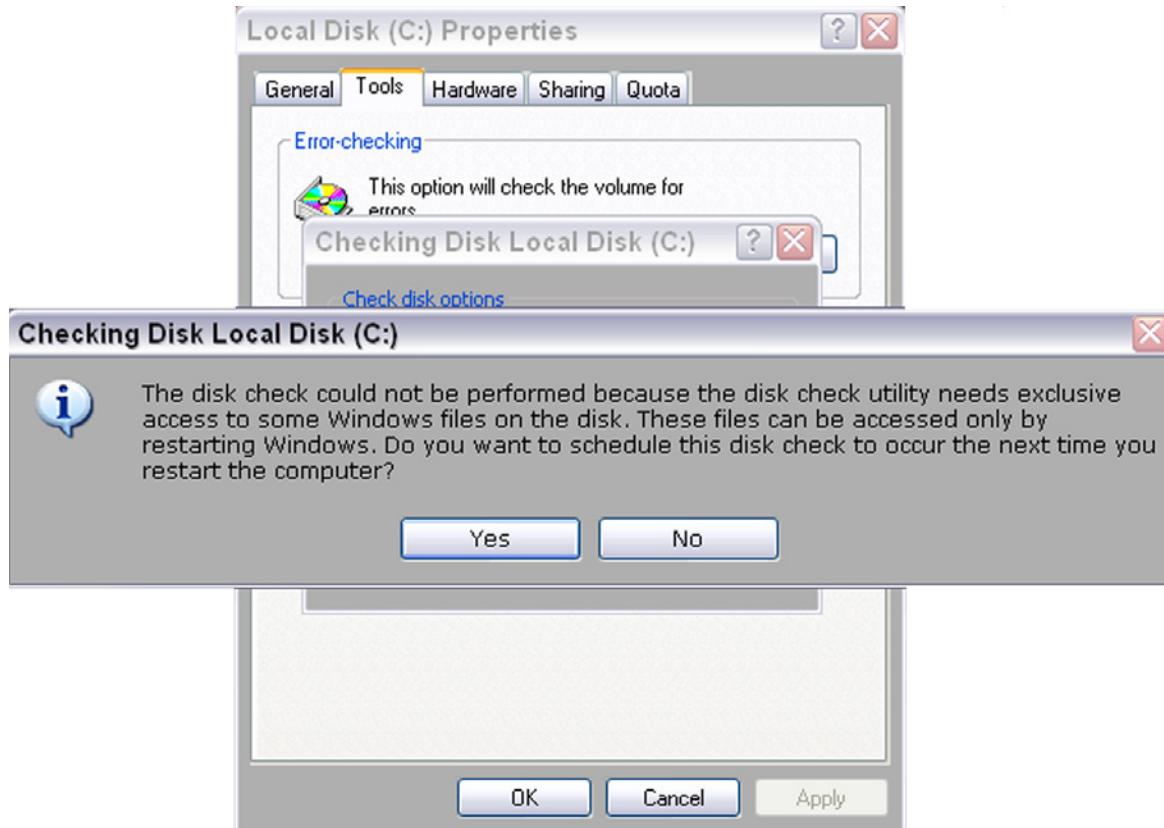 Local Disk (C:) Properties
General Tools Hardware Sharing Quota
Error-checking
This option will check the volume for
errors
Checking Disk Local Disk (C:)
Check disk options
Checking Disk Local Disk (C:)
The disk check could not be performed because the disk check utility needs exclusive
access to some Windows files on the disk. These files can be accessed only by
restarting Windows. Do you want to schedule this disk check to occur the next time you
restart the computer?
Yes No
OK Cancel Apply